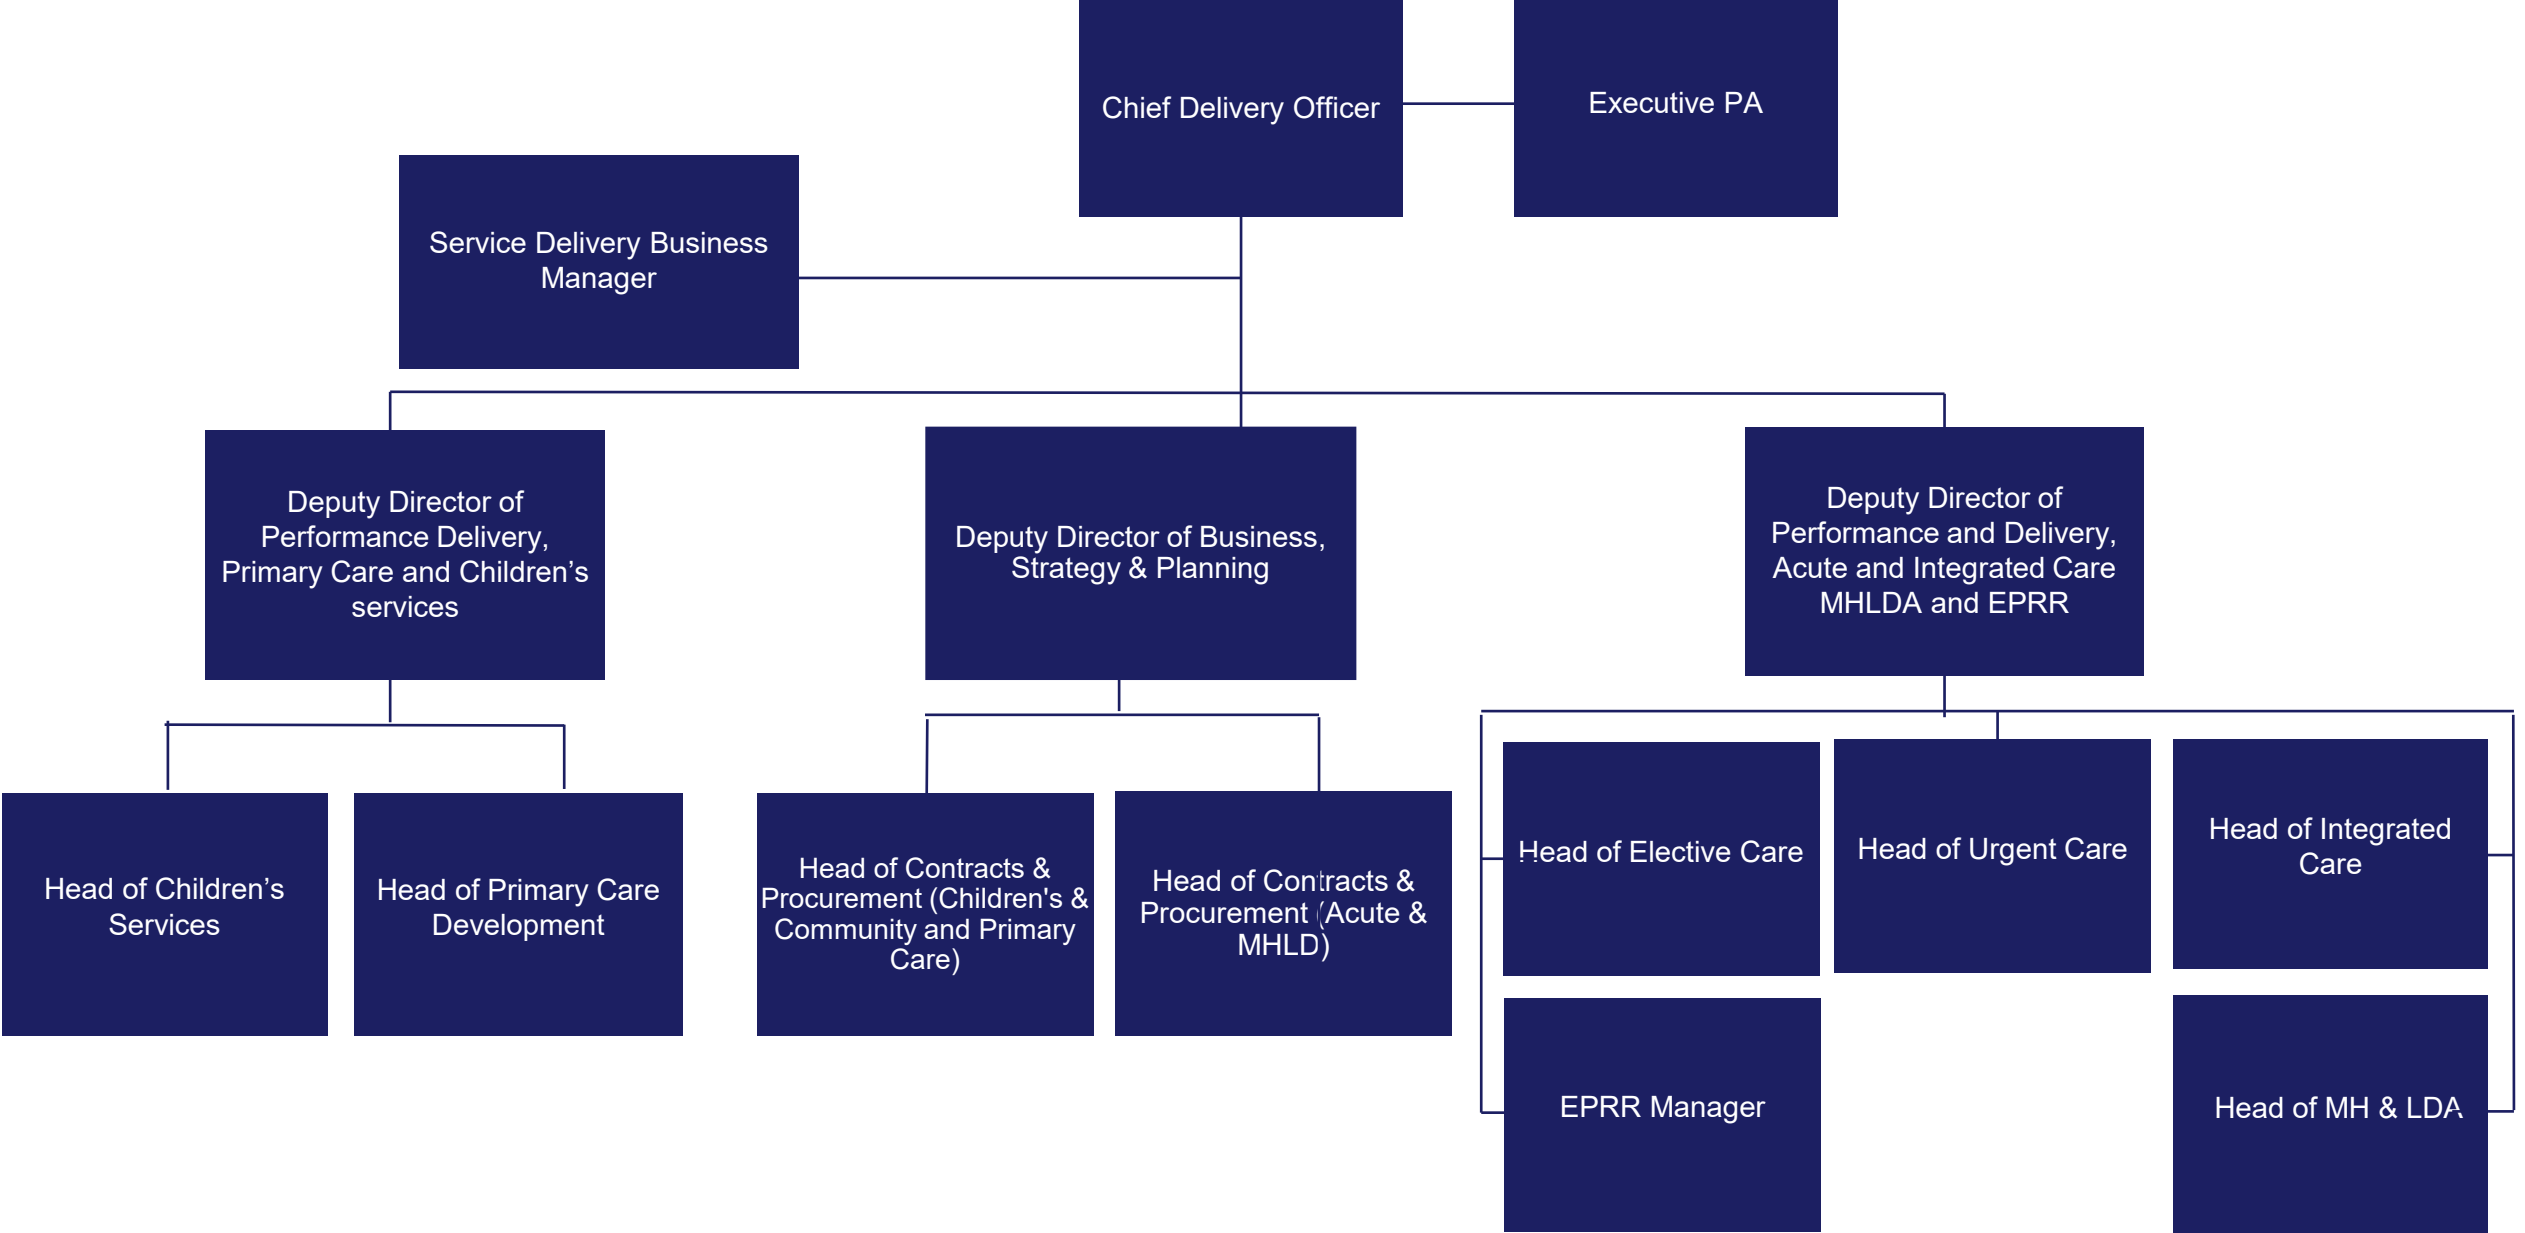 Chief Delivery Officer
Executive PA
Service Delivery Business
Manager
Deputy Director of
Performance Delivery,
Primary Care and Children’s
services
Deputy Director of Business,
Strategy & Planning
Deputy Director of
Performance and Delivery,
Acute and Integrated Care
MHLDA and EPRR
Head of Children’s
Services
Head of Primary Care
Development
Head of Contracts &
Procurement (Children's &
Community and Primary
Care)
Head of Contracts &
Procurement (Acute &
MHLD)
Head of Elective Care
Head of Urgent Care
Head of Integrated
Care
EPRR Manager
Head of MH & LDA